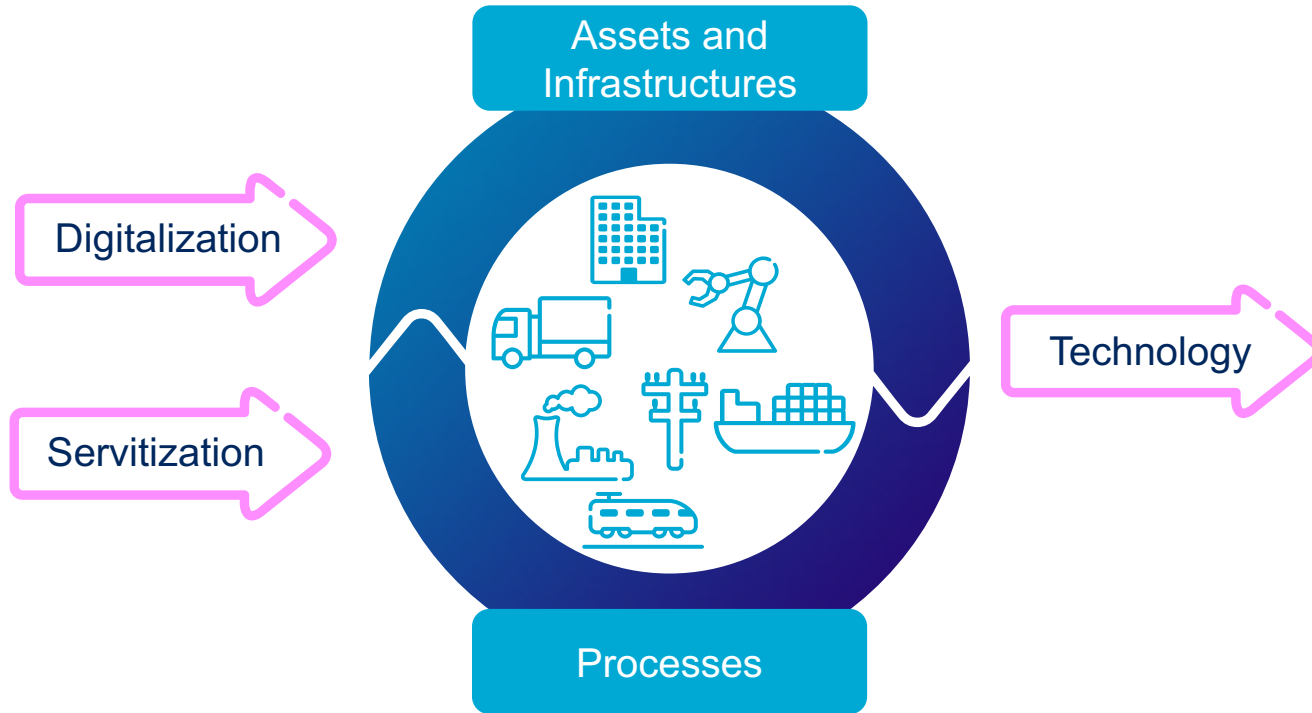 Assets and
Infrastructures
Digitalization
Servitization
Technology
Processes